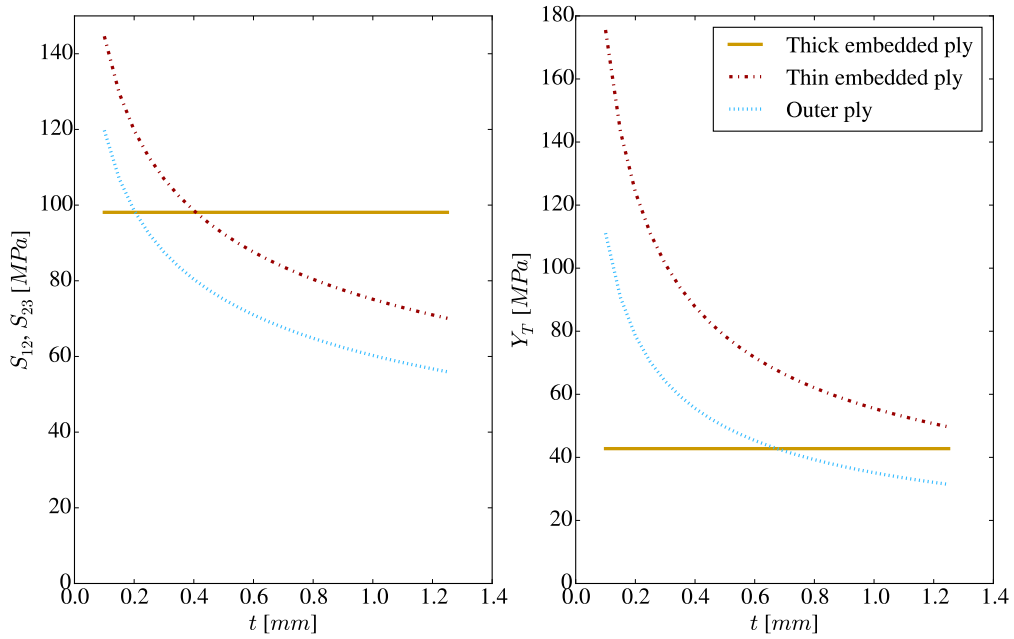 140
120
100
80
60
40
20
0
S₁₂, S₂₃ [MPa]
0.0 0.2 0.4 0.6 0.8 1.0 1.2 1.4
t [mm]
180
160
140
120
100
80
60
40
20
0
Y_T [MPa]
0.0 0.2 0.4 0.6 0.8 1.0 1.2 1.4
t [mm]
Thick embedded ply
Thin embedded ply
Outer ply